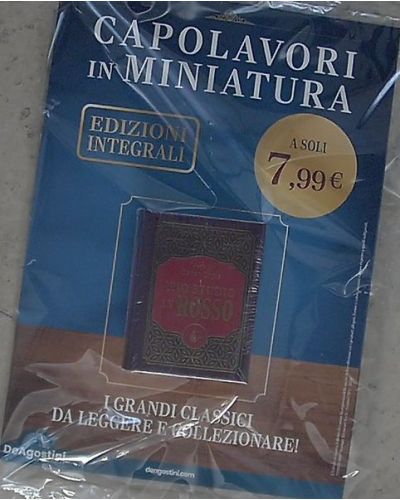 CAPOLAVORI
IN MINIATURA
EDIZIONI
INTEGRALI
A SOLI
7,99 €
ROSSO
I GRANDI CLASSICI
DA LEGGERE E COLLEZIONARE!
DeAgostini
deagostini.com